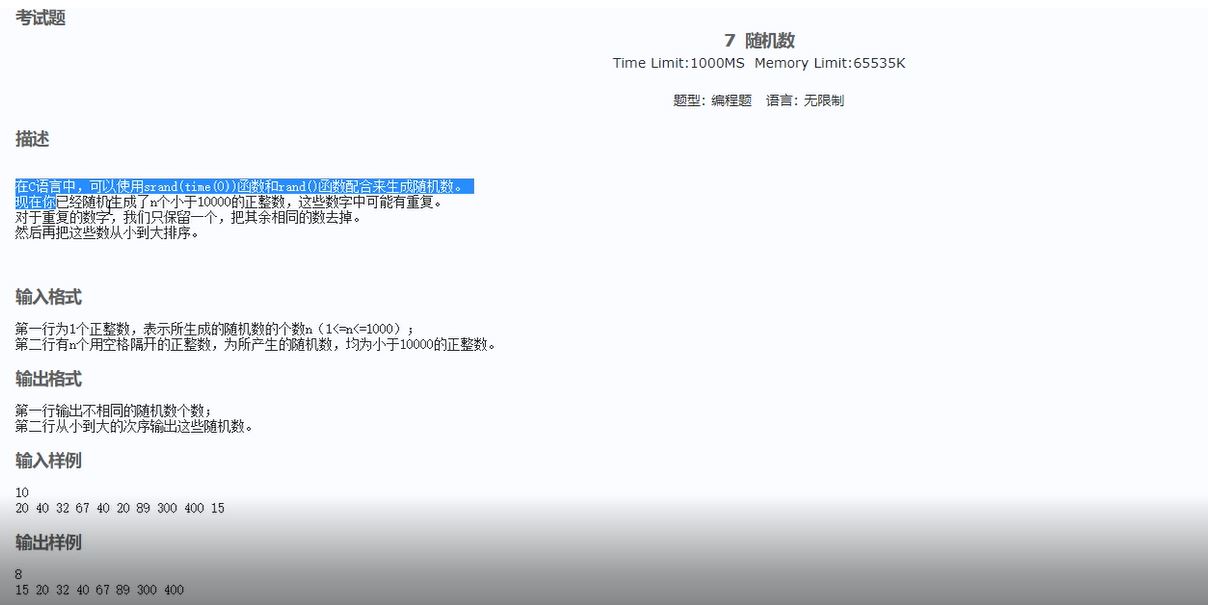 考试题
7 随机数
Time Limit:1000MS Memory Limit:65535K
题型: 编程题 语言: 无限制
描述
在C语言中，可以使用srand(time(0))函数和rand()函数配合来生成随机数。
现在你已经随机生成了n个小于10000的正整数，这些数字中可能有重复。
对于重复的数字，我们只保留一个，把其余相同的数去掉。
然后再把这些数从小到大排序。
输入格式
第一行为1个正整数，表示所生成的随机数的个数n（1<=n<=1000）；
第二行有n个用空格隔开的正整数，为所产生的随机数，均为小于10000的正整数。
输出格式
第一行输出不相同的随机数个数；
第二行从小到大的次序输出这些随机数。
输入样例
10
20 40 32 67 40 20 89 300 400 15
输出样例
8
15 20 32 40 67 89 300 400